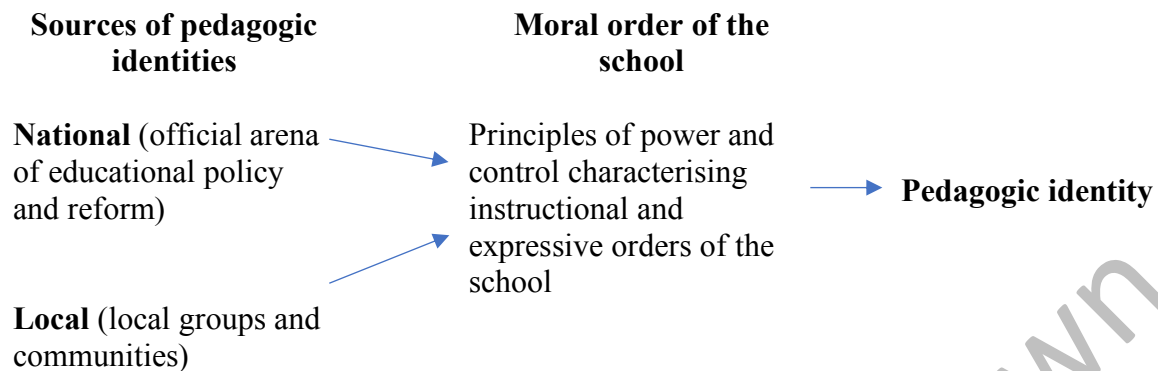 Sources of pedagogic
identities
Moral order of the
school
National (official arena
of educational policy
and reform)
Principles of power and
control characterising
instructional and
expressive orders of the
school
Pedagogic identity
Local (local groups and
communities)
wn